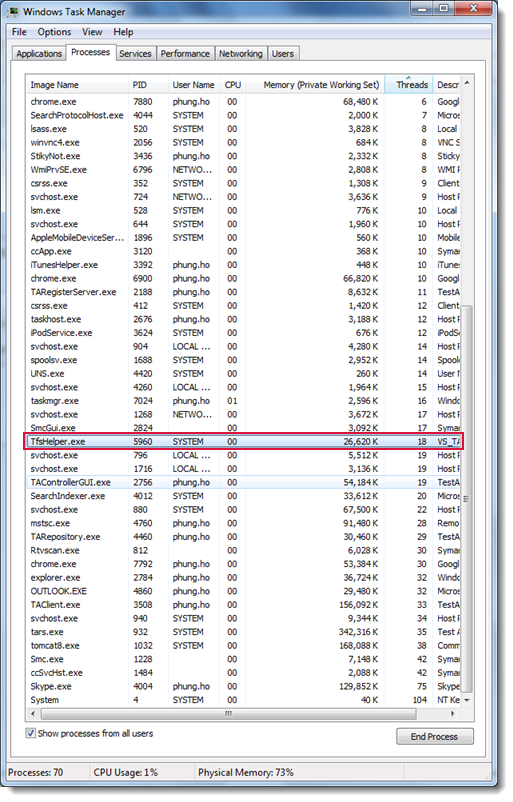 Windows Task Manager
File Options View Help
Applications Processes Services Performance Networking Users
Image Name PID User Name CPU Memory (Private Working Set) Threads Descr
chrome.exe 7880 phung.ho 00 68,480 K 6 Googl
SearchProtocolHost.exe 4044 SYSTEM 00 2,000 K 7 Micros
lsass.exe 520 SYSTEM 00 3,828 K 8 Local
winvnc4.exe 2056 SYSTEM 00 684 K 8 VNC S
StikyNot.exe 3436 phung.ho 00 2,332 K 8 Sticky
WmiPrvSE.exe 6796 NETWO... 00 2,808 K 8 WMI P
csrss.exe 352 SYSTEM 00 1,308 K 9 Client
svchost.exe 724 NETWO... 00 3,636 K 9 Host P
lsm.exe 528 SYSTEM 00 776 K 10 Local
svchost.exe 644 SYSTEM 00 1,960 K 10 Host P
AppleMobileDeviceSer... 1896 SYSTEM 00 560 K 10 Mobile
ccApp.exe 3120 00 368 K 10 Syman
iTunesHelper.exe 3392 phung.ho 00 448 K 10 iTunes
chrome.exe 6900 phung.ho 00 66,820 K 10 Googl
TARegisterServer.exe 2188 phung.ho 00 8,632 K 11 TestA
csrss.exe 412 SYSTEM 00 1,420 K 12 Client
taskhost.exe 2676 phung.ho 00 3,188 K 12 Host P
iPodService.exe 3624 SYSTEM 00 676 K 12 iPodSe
svchost.exe 904 LOCAL ... 00 4,280 K 14 Host P
spoolsv.exe 1688 SYSTEM 00 2,952 K 14 Spoole
UNS.exe 4420 SYSTEM 00 260 K 14 User N
svchost.exe 4260 LOCAL ... 00 1,964 K 15 Host P
taskmgr.exe 7024 phung.ho 01 2,596 K 16 Windo
svchost.exe 1268 NETWO... 00 3,672 K 17 Host P
SmcGui.exe 2824 00 3,092 K 17 Syman
TfsHelper.exe 5960 SYSTEM 00 26,620 K 18 VS_TA
svchost.exe 796 LOCAL ... 00 5,512 K 19 Host P
svchost.exe 1716 LOCAL ... 00 3,136 K 19 Host P
TAControllerGUI.exe 2756 phung.ho 00 54,184 K 19 TestA
SearchIndexer.exe 4012 SYSTEM 00 33,612 K 20 Micros
svchost.exe 880 SYSTEM 00 67,500 K 22 Host P
mstsc.exe 4760 phung.ho 00 91,480 K 28 Remo
TARepository.exe 4460 phung.ho 00 30,460 K 29 TestA
Rtvscan.exe 812 00 6,028 K 30 Syman
chrome.exe 7792 phung.ho 00 53,384 K 30 Googl
explorer.exe 2784 phung.ho 00 36,724 K 32 Windo
OUTLOOK.EXE 4860 phung.ho 00 29,480 K 32 Micros
TAClient.exe 3508 phung.ho 00 156,092 K 33 TestA
svchost.exe 940 SYSTEM 00 9,344 K 34 Host P
tars.exe 932 SYSTEM 00 342,316 K 35 Test A
tomcat8.exe 1032 SYSTEM 00 168,088 K 38 Comm
Smc.exe 1228 00 7,148 K 42 Syman
ccSvcHst.exe 1484 00 2,088 K 42 Syman
Skype.exe 4004 phung.ho 00 129,852 K 75 Skype
System 4 SYSTEM 00 40 K 104 NT Ke
Show processes from all users
End Process
Processes: 70 CPU Usage: 1% Physical Memory: 73%